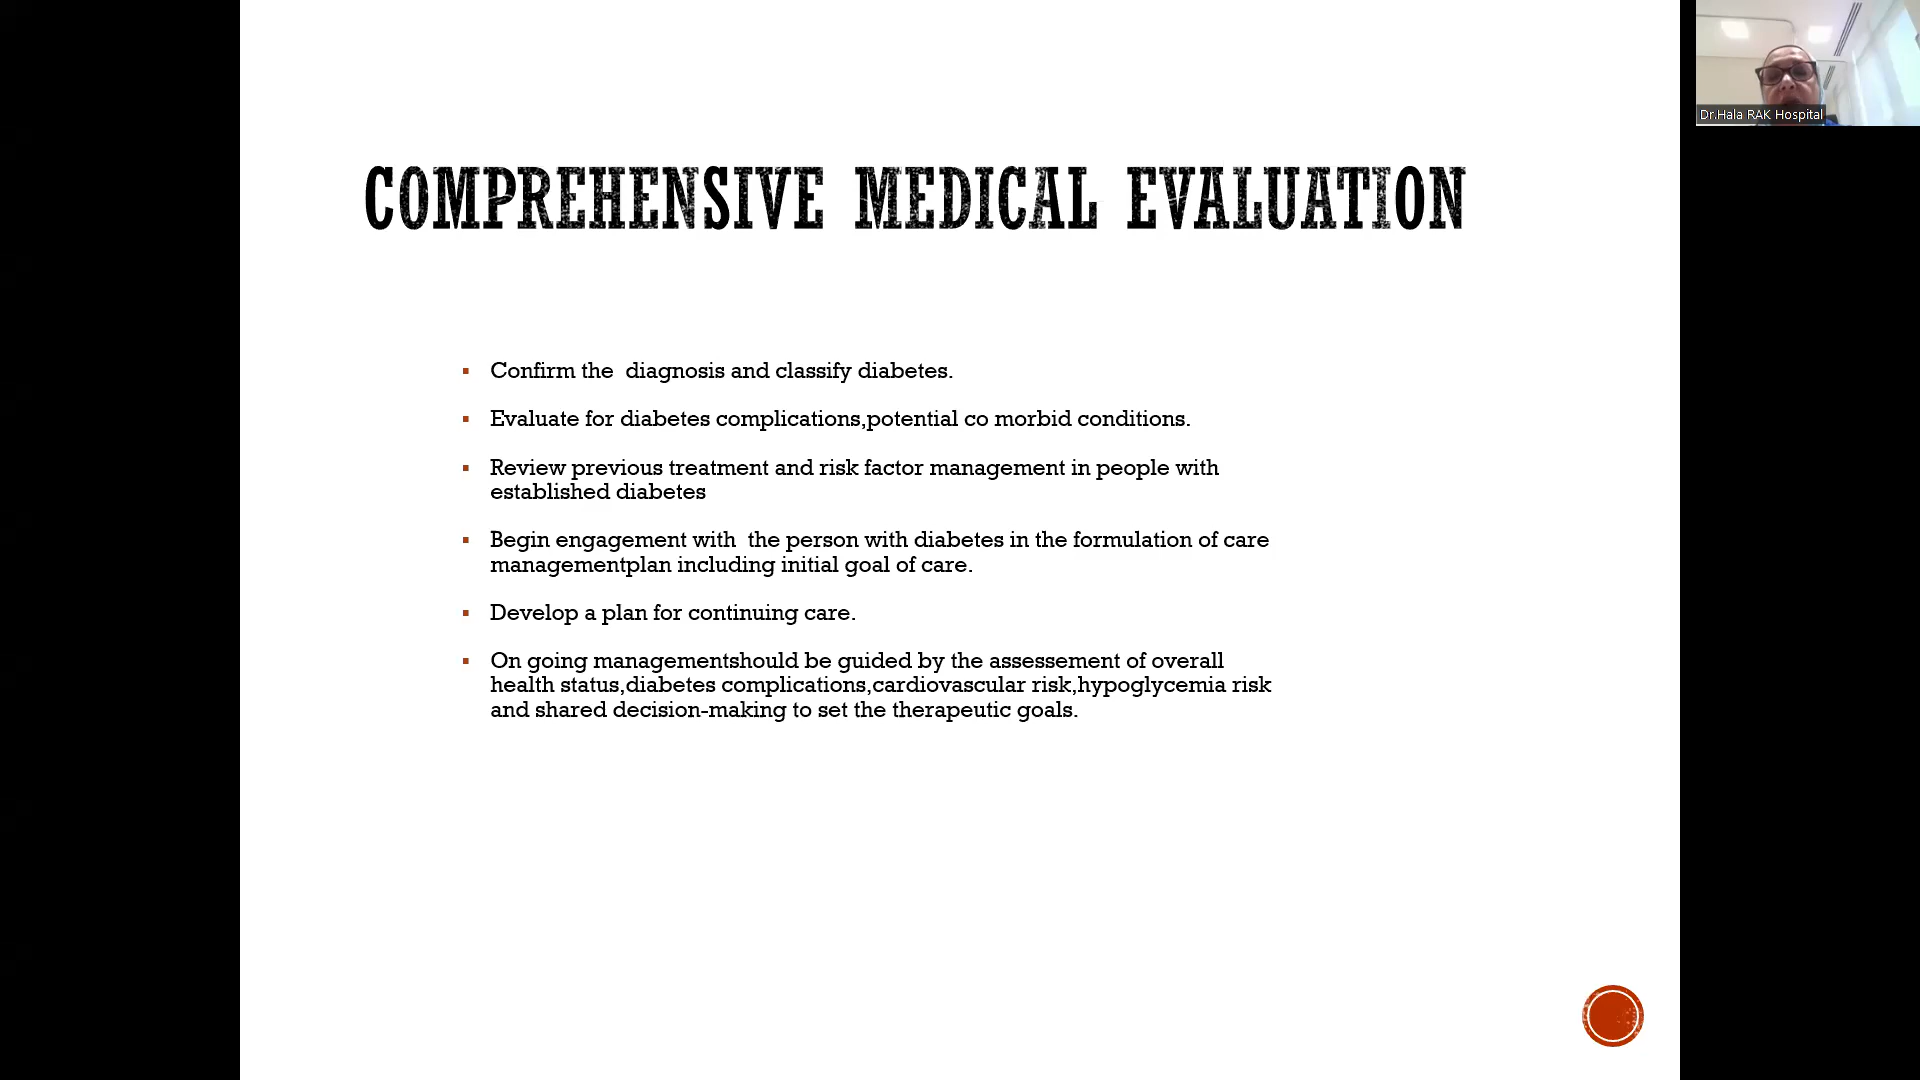 Dr.Hala RAK Hospital
COMPREHENSIVE MEDICAL EVALUATION
Confirm the  diagnosis and classify diabetes.
Evaluate for diabetes complications,potential co morbid conditions.
Review previous treatment and risk factor management in people with
established diabetes
Begin engagement with  the person with diabetes in the formulation of care
managementplan including initial goal of care.
Develop a plan for continuing care.
On going managementshould be guided by the assessement of overall
health status,diabetes complications,cardiovascular risk,hypoglycemia risk
and shared decision-making to set the therapeutic goals.